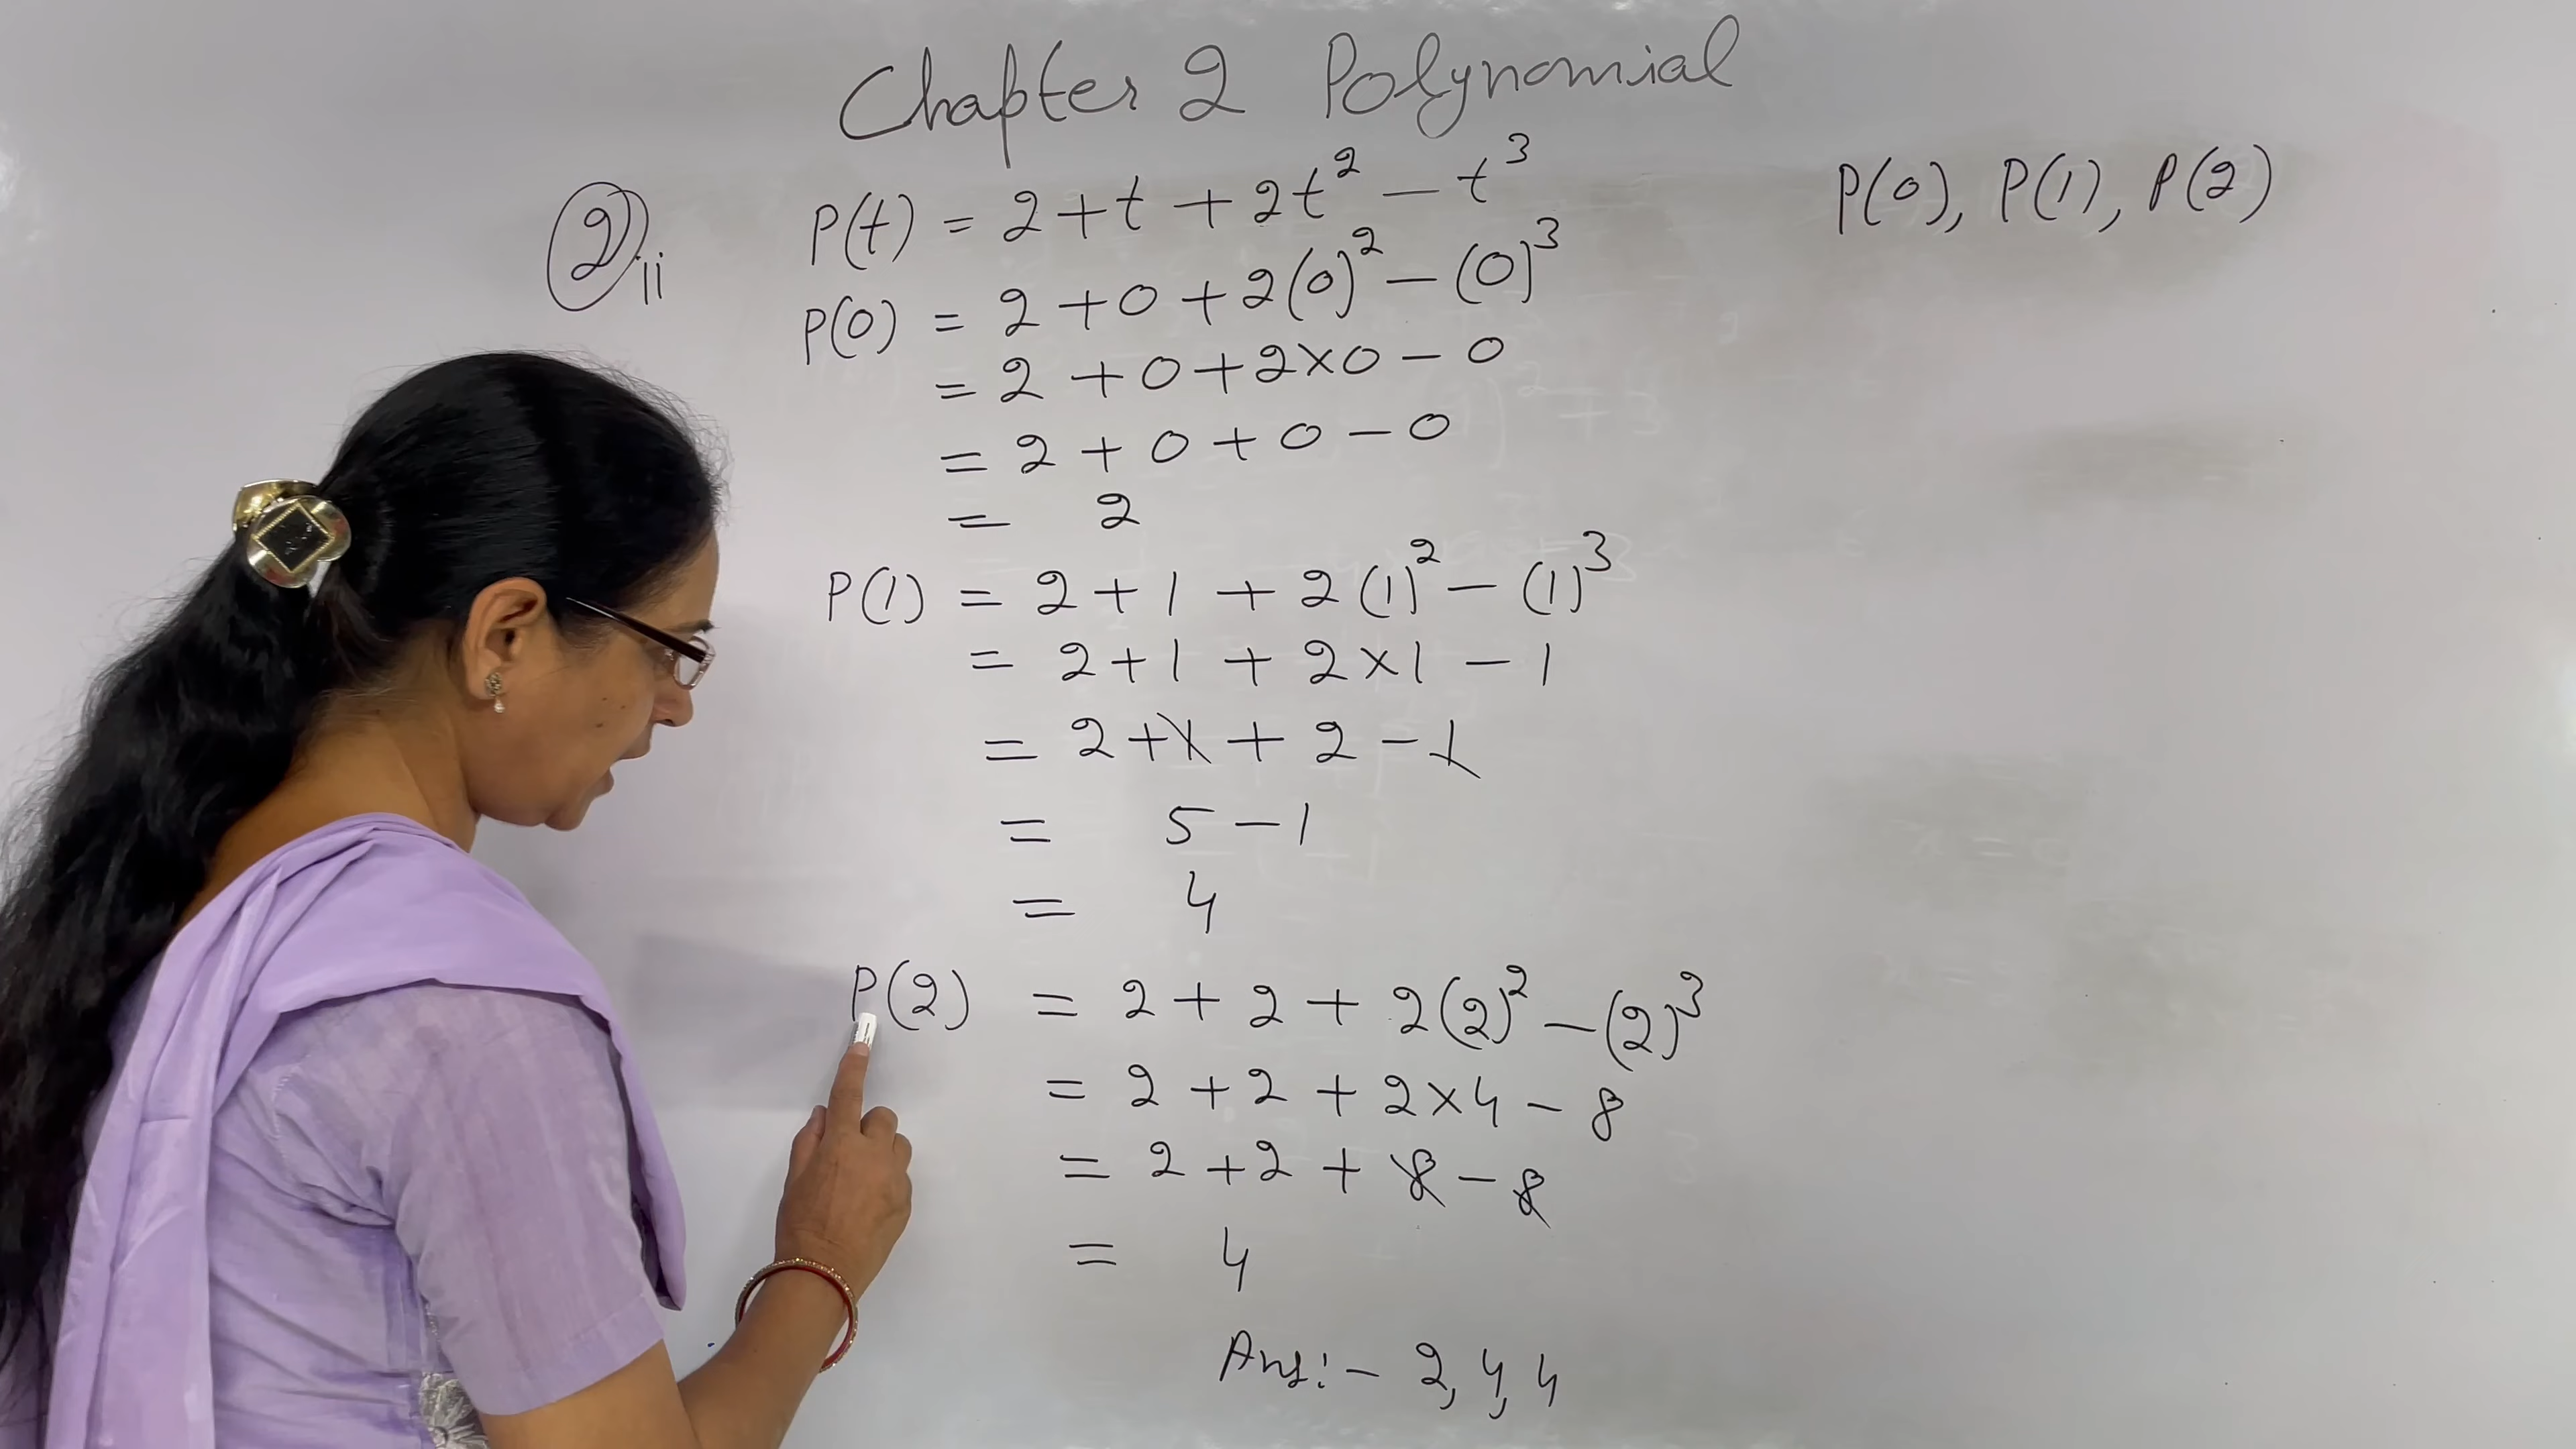 Chapter 2 Polynomial
2) ii P(t) = 2 + t + 2t² – t³ P(0), P(1), P(2)
P(0) = 2 + 0 + 2(0)² – (0)³
= 2 + 0 + 2×0 – 0
= 2 + 0 + 0 – 0
= 2
P(1) = 2 + 1 + 2(1)² – (1)³
= 2 + 1 + 2×1 – 1
= 2 + 1 + 2 – 1
= 5 – 1
= 4
P(2) = 2 + 2 + 2(2)² – (2)³
= 2 + 2 + 2×4 – 8
= 2 + 2 + 8 – 8
= 4
Ans:– 2, 4, 4